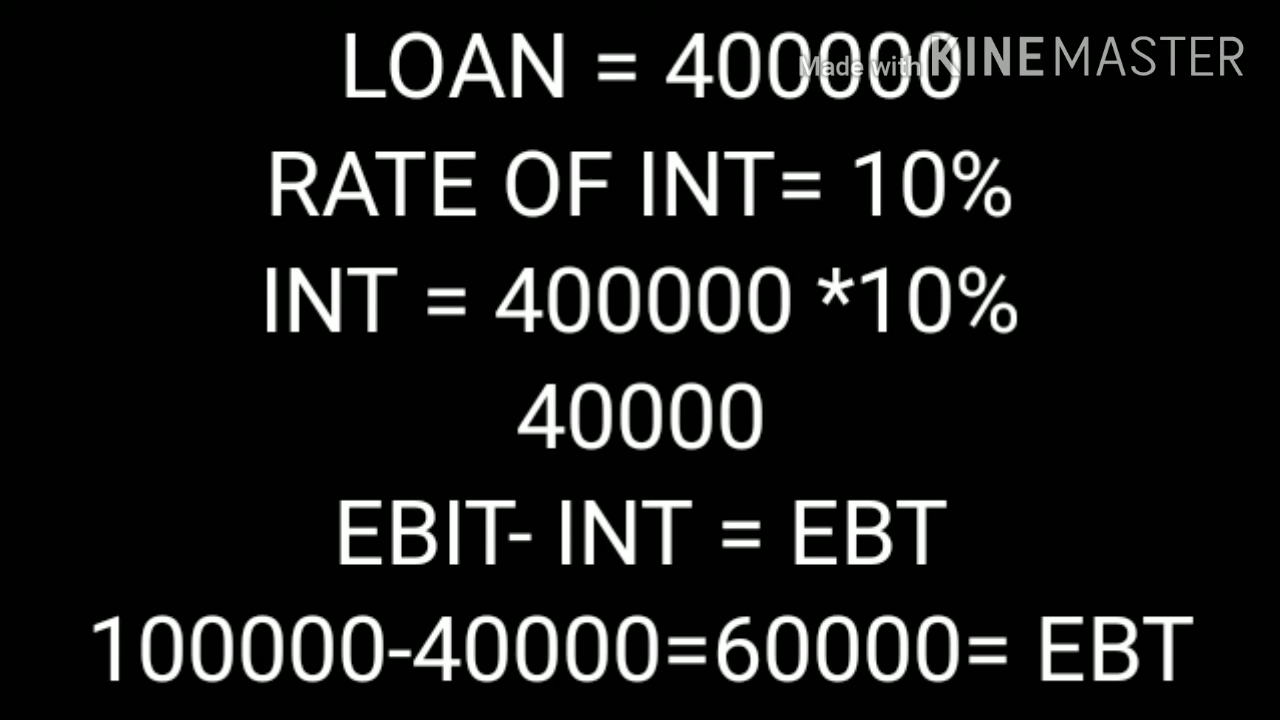 LOAN = 400000
Made with KINEMASTER
RATE OF INT= 10%
INT = 400000 *10%
40000
EBIT- INT = EBT
100000-40000=60000= EBT